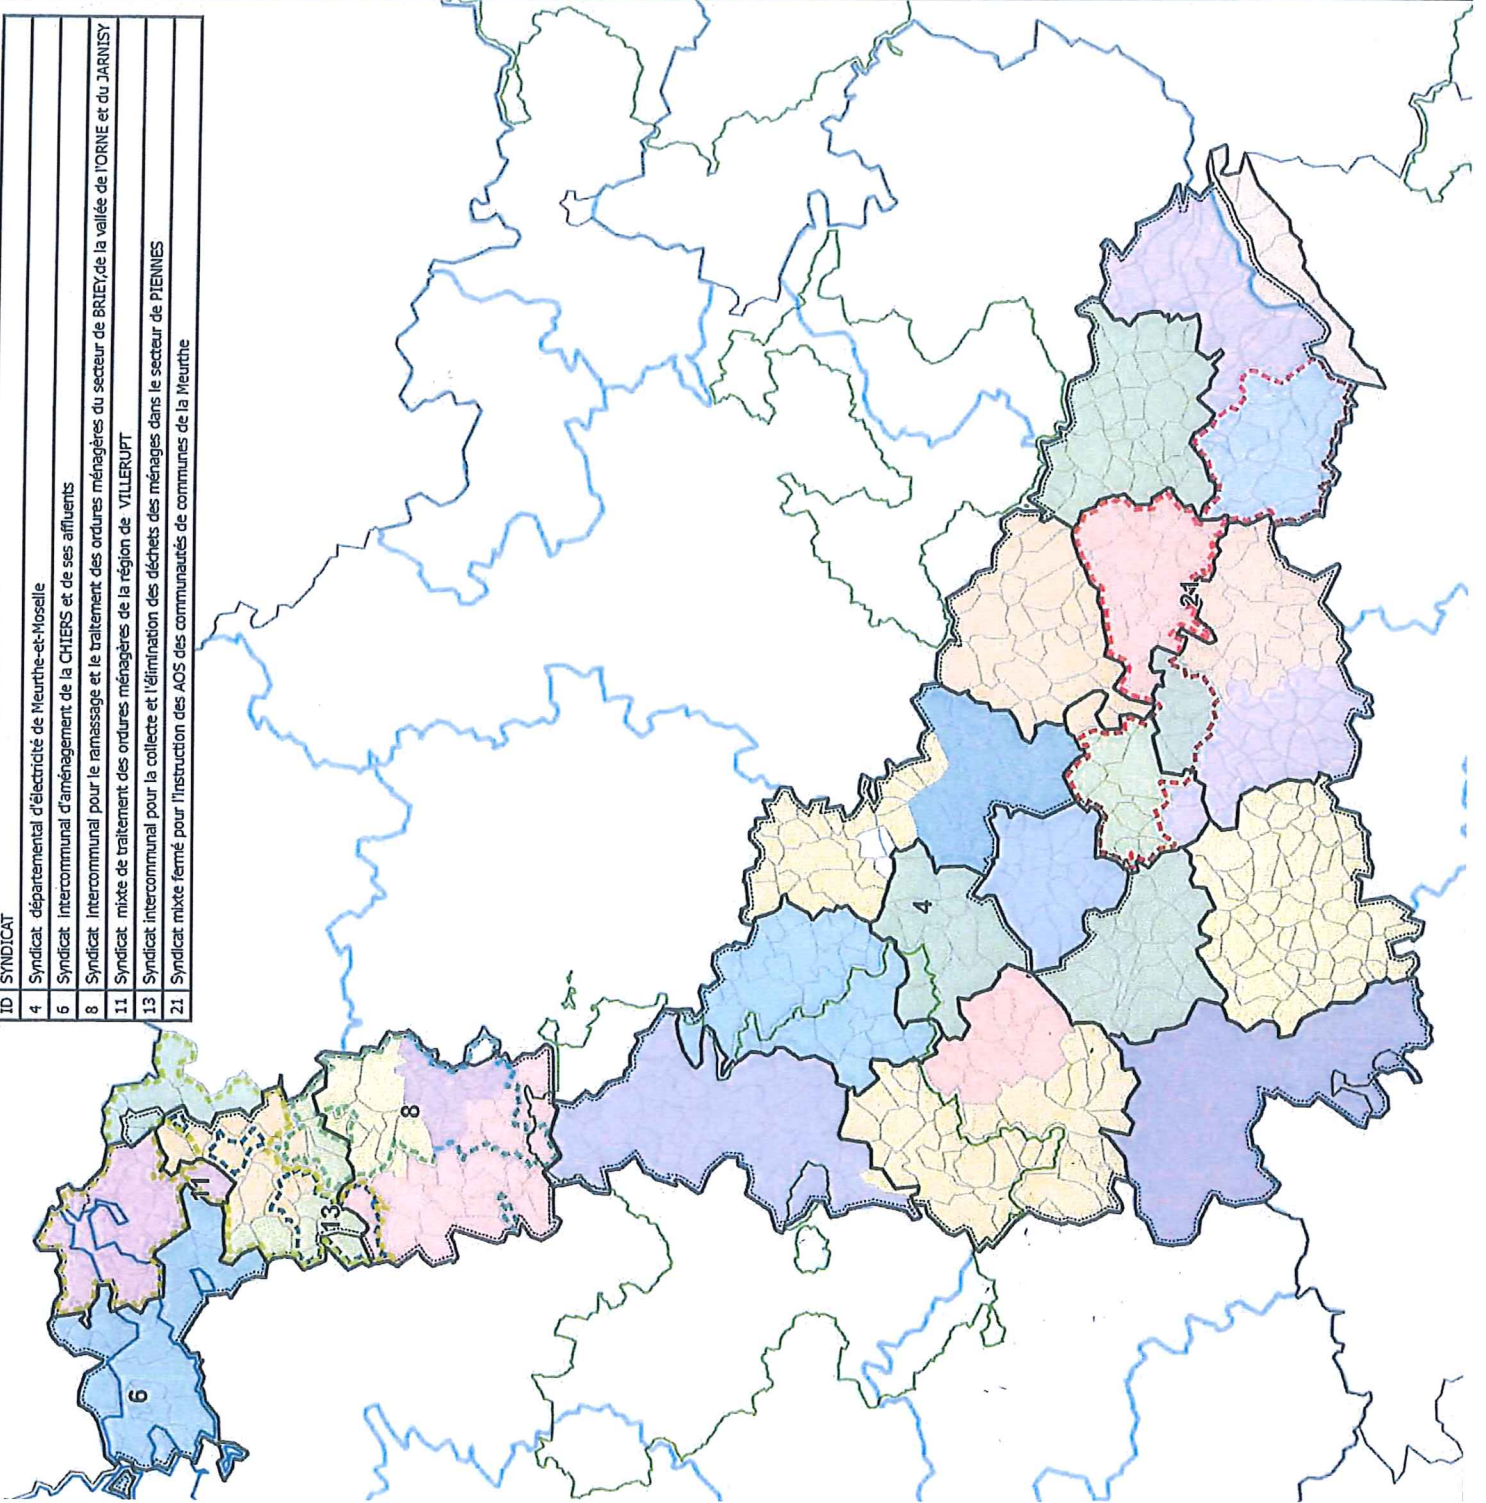 ID SYNDICAT
4 Syndicat départemental d'électricité de Meurthe-et-Moselle
6 Syndicat intercommunal d'aménagement de la CHIERS et de ses affluents
8 Syndicat intercommunal pour le ramassage et le traitement des ordures ménagères du secteur de BRIEY,de la vallée de l'ORNE et du JARNISY
11 Syndicat mixte de traitement des ordures ménagères de la région de VILLERUPT
13 Syndicat intercommunal pour la collecte et l'élimination des déchets des ménages dans le secteur de PIENNES
21 Syndicat mixte fermé pour l'instruction des AOS des communautés de communes de la Meurthe
6
11
13
8
4
21